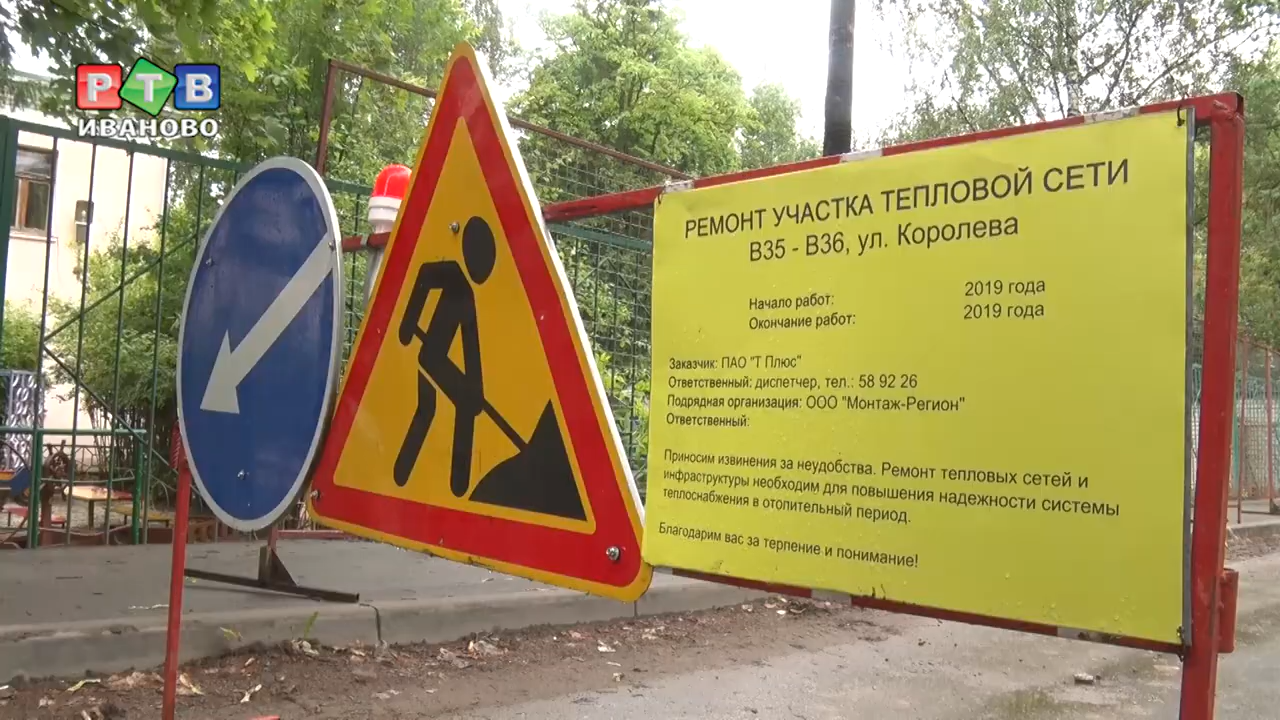 РТВ
ИВАНОВО
РЕМОНТ УЧАСТКА ТЕПЛОВОЙ СЕТИ
В35 - В36, ул. Королева
Начало работ: 2019 года
Окончание работ: 2019 года
Заказчик: ПАО "Т Плюс"
Ответственный: диспетчер, тел.: 58 92 26
Подрядная организация: ООО "Монтаж-Регион"
Ответственный:
Приносим извинения за неудобства. Ремонт тепловых сетей и
инфраструктуры необходим для повышения надежности системы
теплоснабжения в отопительный период.
Благодарим вас за терпение и понимание!